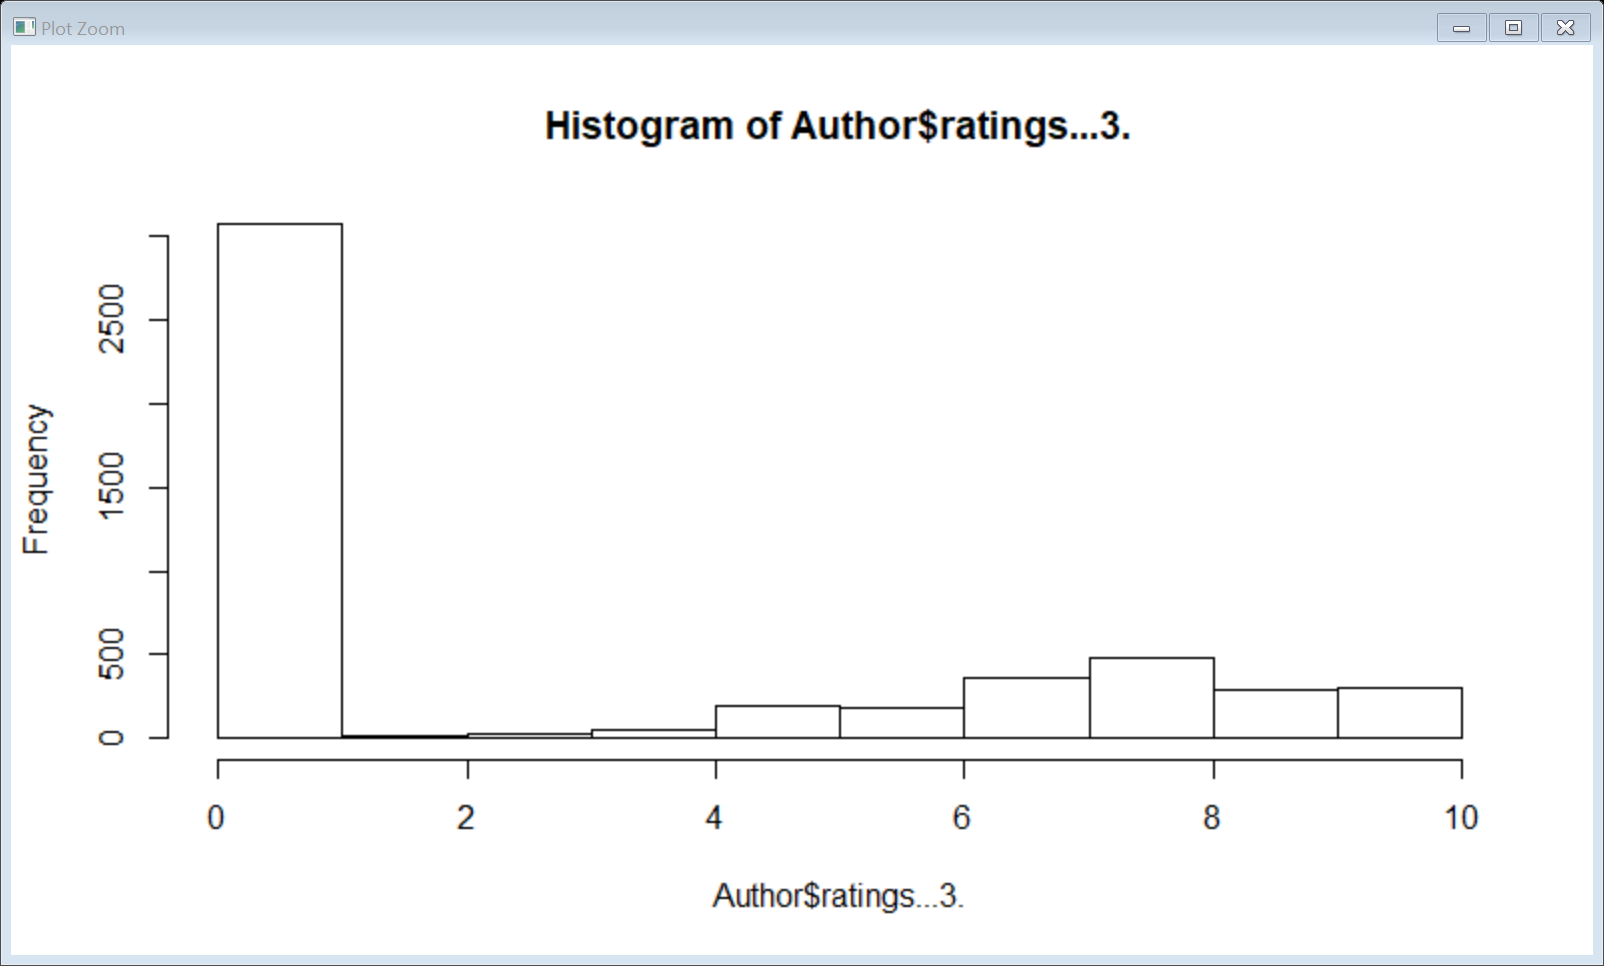 Plot Zoom
Histogram of Author$ratings...3.
Frequency
2500
1500
500
0
0 2 4 6 8 10
Author$ratings...3.